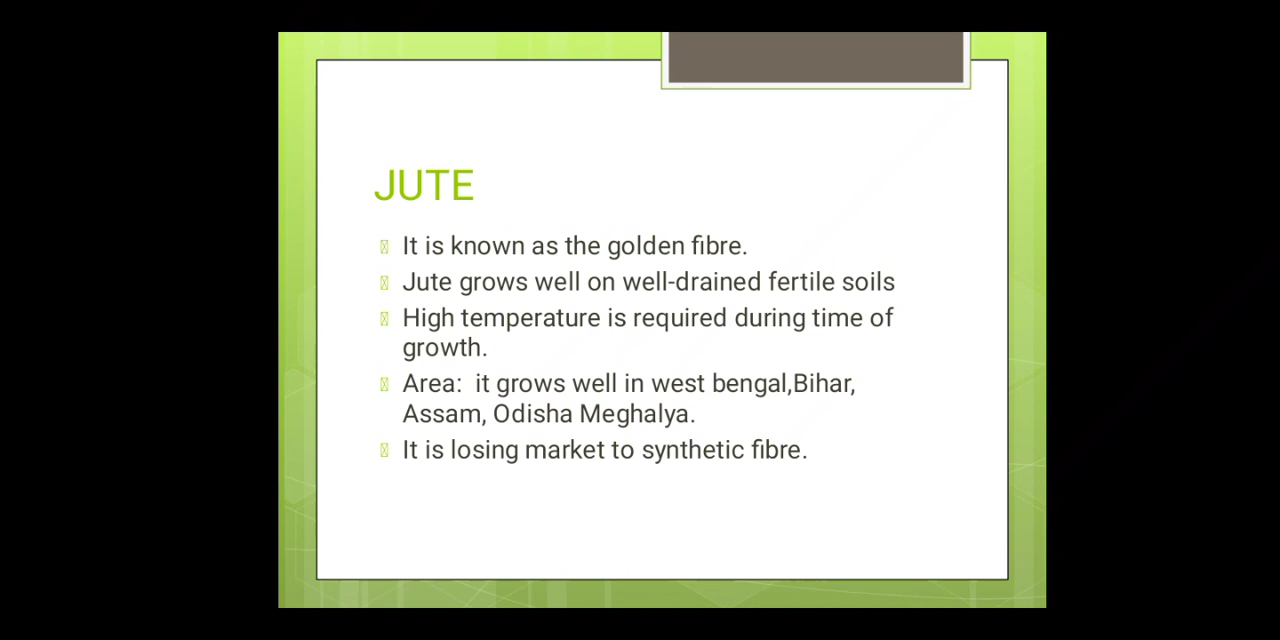 JUTE
It is known as the golden fibre.
Jute grows well on well-drained fertile soils
High temperature is required during time of
growth.
Area:  it grows well in west bengal,Bihar,
Assam, Odisha Meghalya.
It is losing market to synthetic fibre.